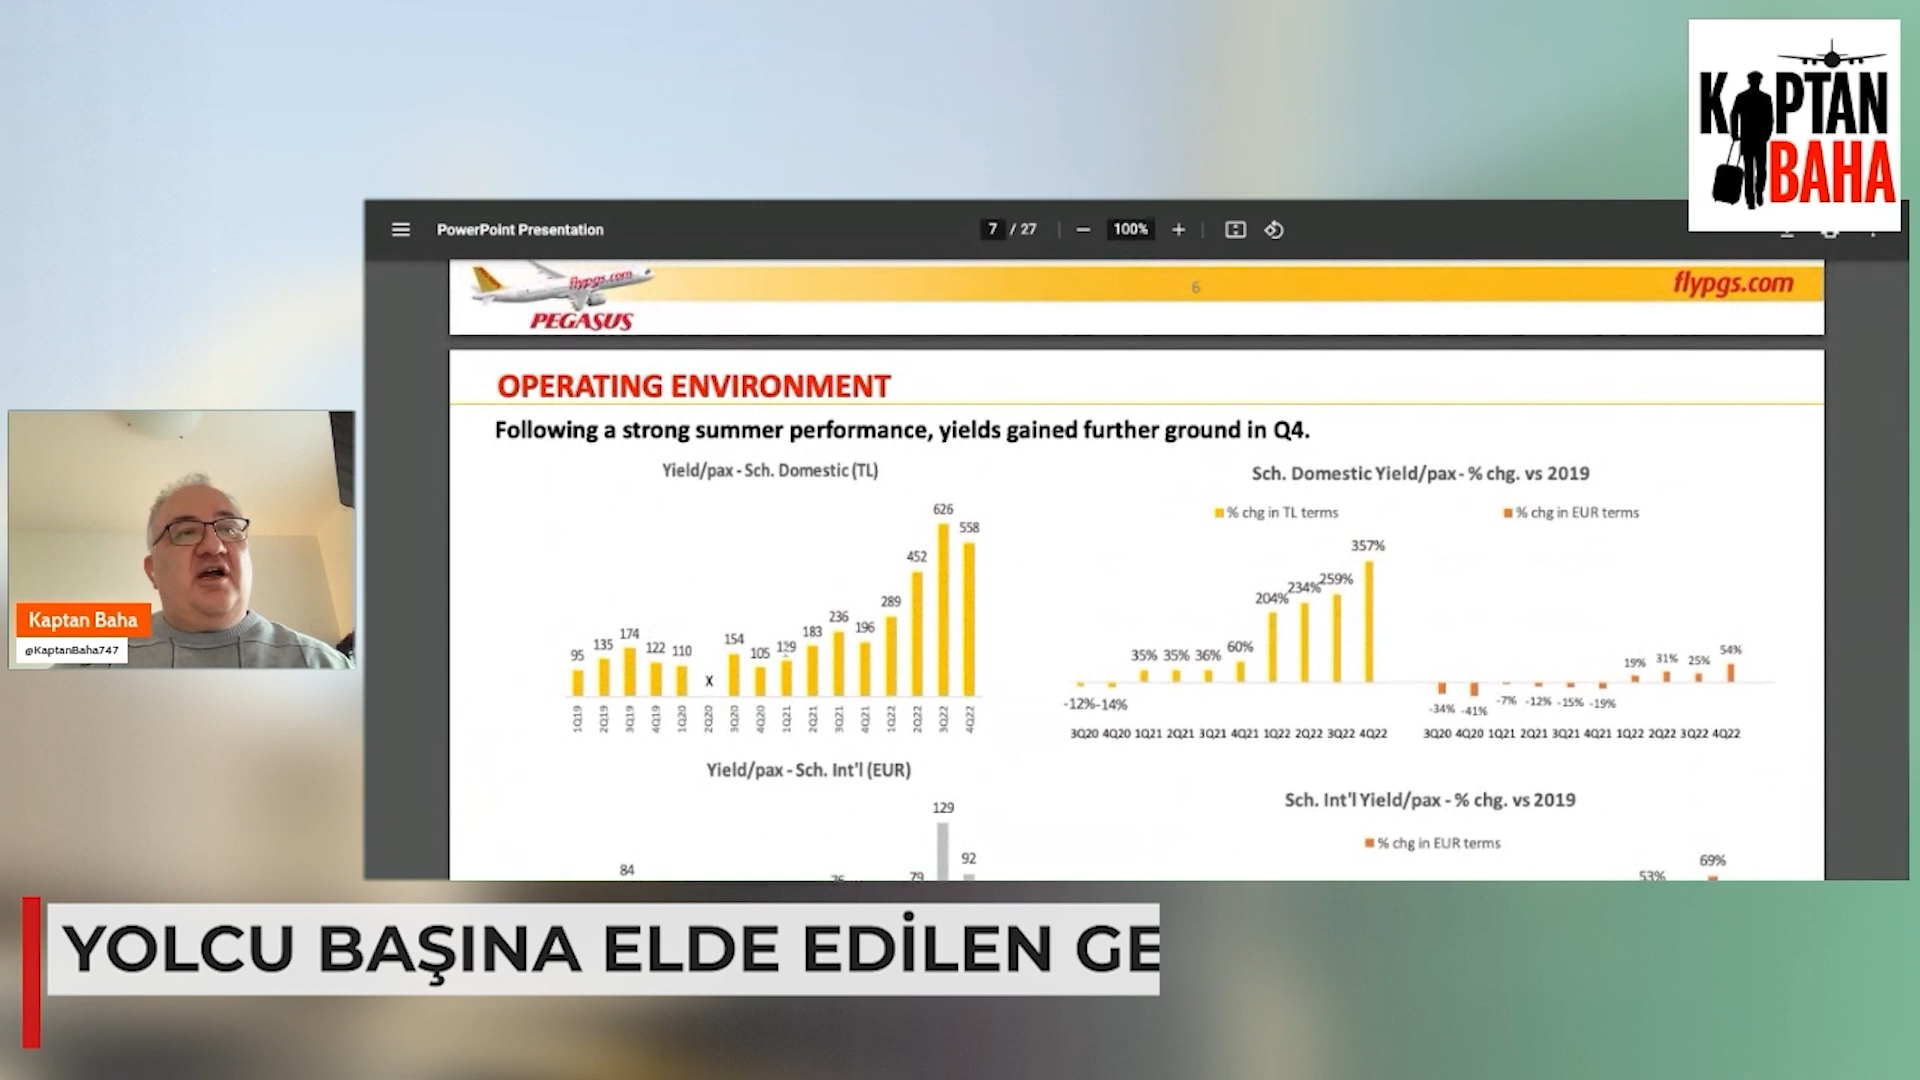 KAPTAN
BAHA
PowerPoint Presentation
7 / 27
100%
flypgs.com
PEGASUS
6
flypgs.com
OPERATING ENVIRONMENT
Following a strong summer performance, yields gained further ground in Q4.
Yield/pax - Sch. Domestic (TL)
95 135 174 122 110 X 154 105 129 183 236 196 289 452 626 558
1Q19 2Q19 3Q19 4Q19 1Q20 2Q20 3Q20 4Q20 1Q21 2Q21 3Q21 4Q21 1Q22 2Q22 3Q22 4Q22
Sch. Domestic Yield/pax - % chg. vs 2019
% chg in TL terms
% chg in EUR terms
-12% -14% 35% 35% 36% 60% 204% 234% 259% 357%
3Q20 4Q20 1Q21 2Q21 3Q21 4Q21 1Q22 2Q22 3Q22 4Q22
-34% -41% -7% -12% -15% -19% 19% 31% 25% 54%
3Q20 4Q20 1Q21 2Q21 3Q21 4Q21 1Q22 2Q22 3Q22 4Q22
Yield/pax - Sch. Int'l (EUR)
84 79 129 92
Sch. Int'l Yield/pax - % chg. vs 2019
% chg in EUR terms
53% 69%
Kaptan Baha
@KaptanBaha747
YOLCU BAŞINA ELDE EDİLEN GE